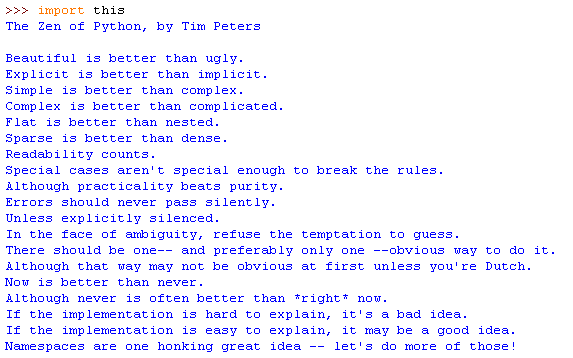 >>> import this
The Zen of Python, by Tim Peters

Beautiful is better than ugly.
Explicit is better than implicit.
Simple is better than complex.
Complex is better than complicated.
Flat is better than nested.
Sparse is better than dense.
Readability counts.
Special cases aren't special enough to break the rules.
Although practicality beats purity.
Errors should never pass silently.
Unless explicitly silenced.
In the face of ambiguity, refuse the temptation to guess.
There should be one-- and preferably only one --obvious way to do it.
Although that way may not be obvious at first unless you're Dutch.
Now is better than never.
Although never is often better than *right* now.
If the implementation is hard to explain, it's a bad idea.
If the implementation is easy to explain, it may be a good idea.
Namespaces are one honking great idea -- let's do more of those!